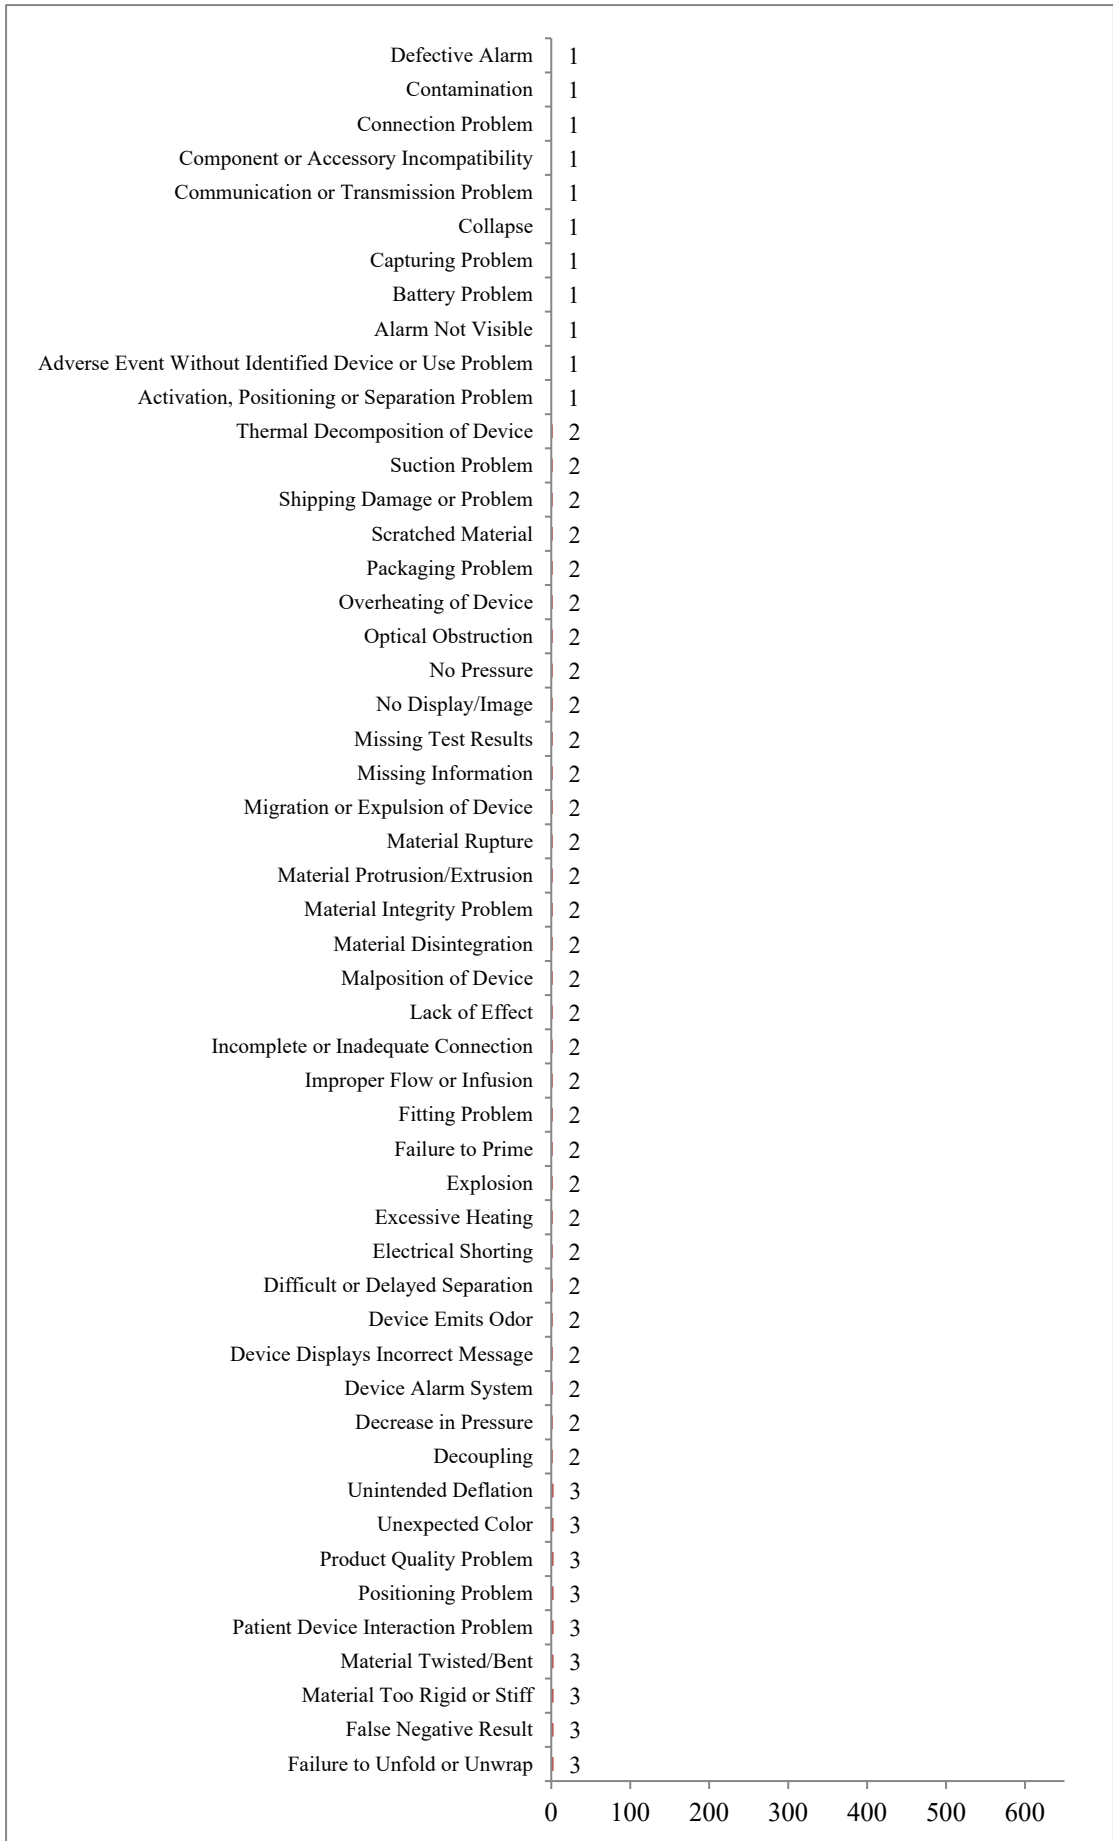 Defective Alarm 1
Contamination 1
Connection Problem 1
Component or Accessory Incompatibility 1
Communication or Transmission Problem 1
Collapse 1
Capturing Problem 1
Battery Problem 1
Alarm Not Visible 1
Adverse Event Without Identified Device or Use Problem 1
Activation, Positioning or Separation Problem 1
Thermal Decomposition of Device 2
Suction Problem 2
Shipping Damage or Problem 2
Scratched Material 2
Packaging Problem 2
Overheating of Device 2
Optical Obstruction 2
No Pressure 2
No Display/Image 2
Missing Test Results 2
Missing Information 2
Migration or Expulsion of Device 2
Material Rupture 2
Material Protrusion/Extrusion 2
Material Integrity Problem 2
Material Disintegration 2
Malposition of Device 2
Lack of Effect 2
Incomplete or Inadequate Connection 2
Improper Flow or Infusion 2
Fitting Problem 2
Failure to Prime 2
Explosion 2
Excessive Heating 2
Electrical Shorting 2
Difficult or Delayed Separation 2
Device Emits Odor 2
Device Displays Incorrect Message 2
Device Alarm System 2
Decrease in Pressure 2
Decoupling 2
Unintended Deflation 3
Unexpected Color 3
Product Quality Problem 3
Positioning Problem 3
Patient Device Interaction Problem 3
Material Twisted/Bent 3
Material Too Rigid or Stiff 3
False Negative Result 3
Failure to Unfold or Unwrap 3
0 100 200 300 400 500 600